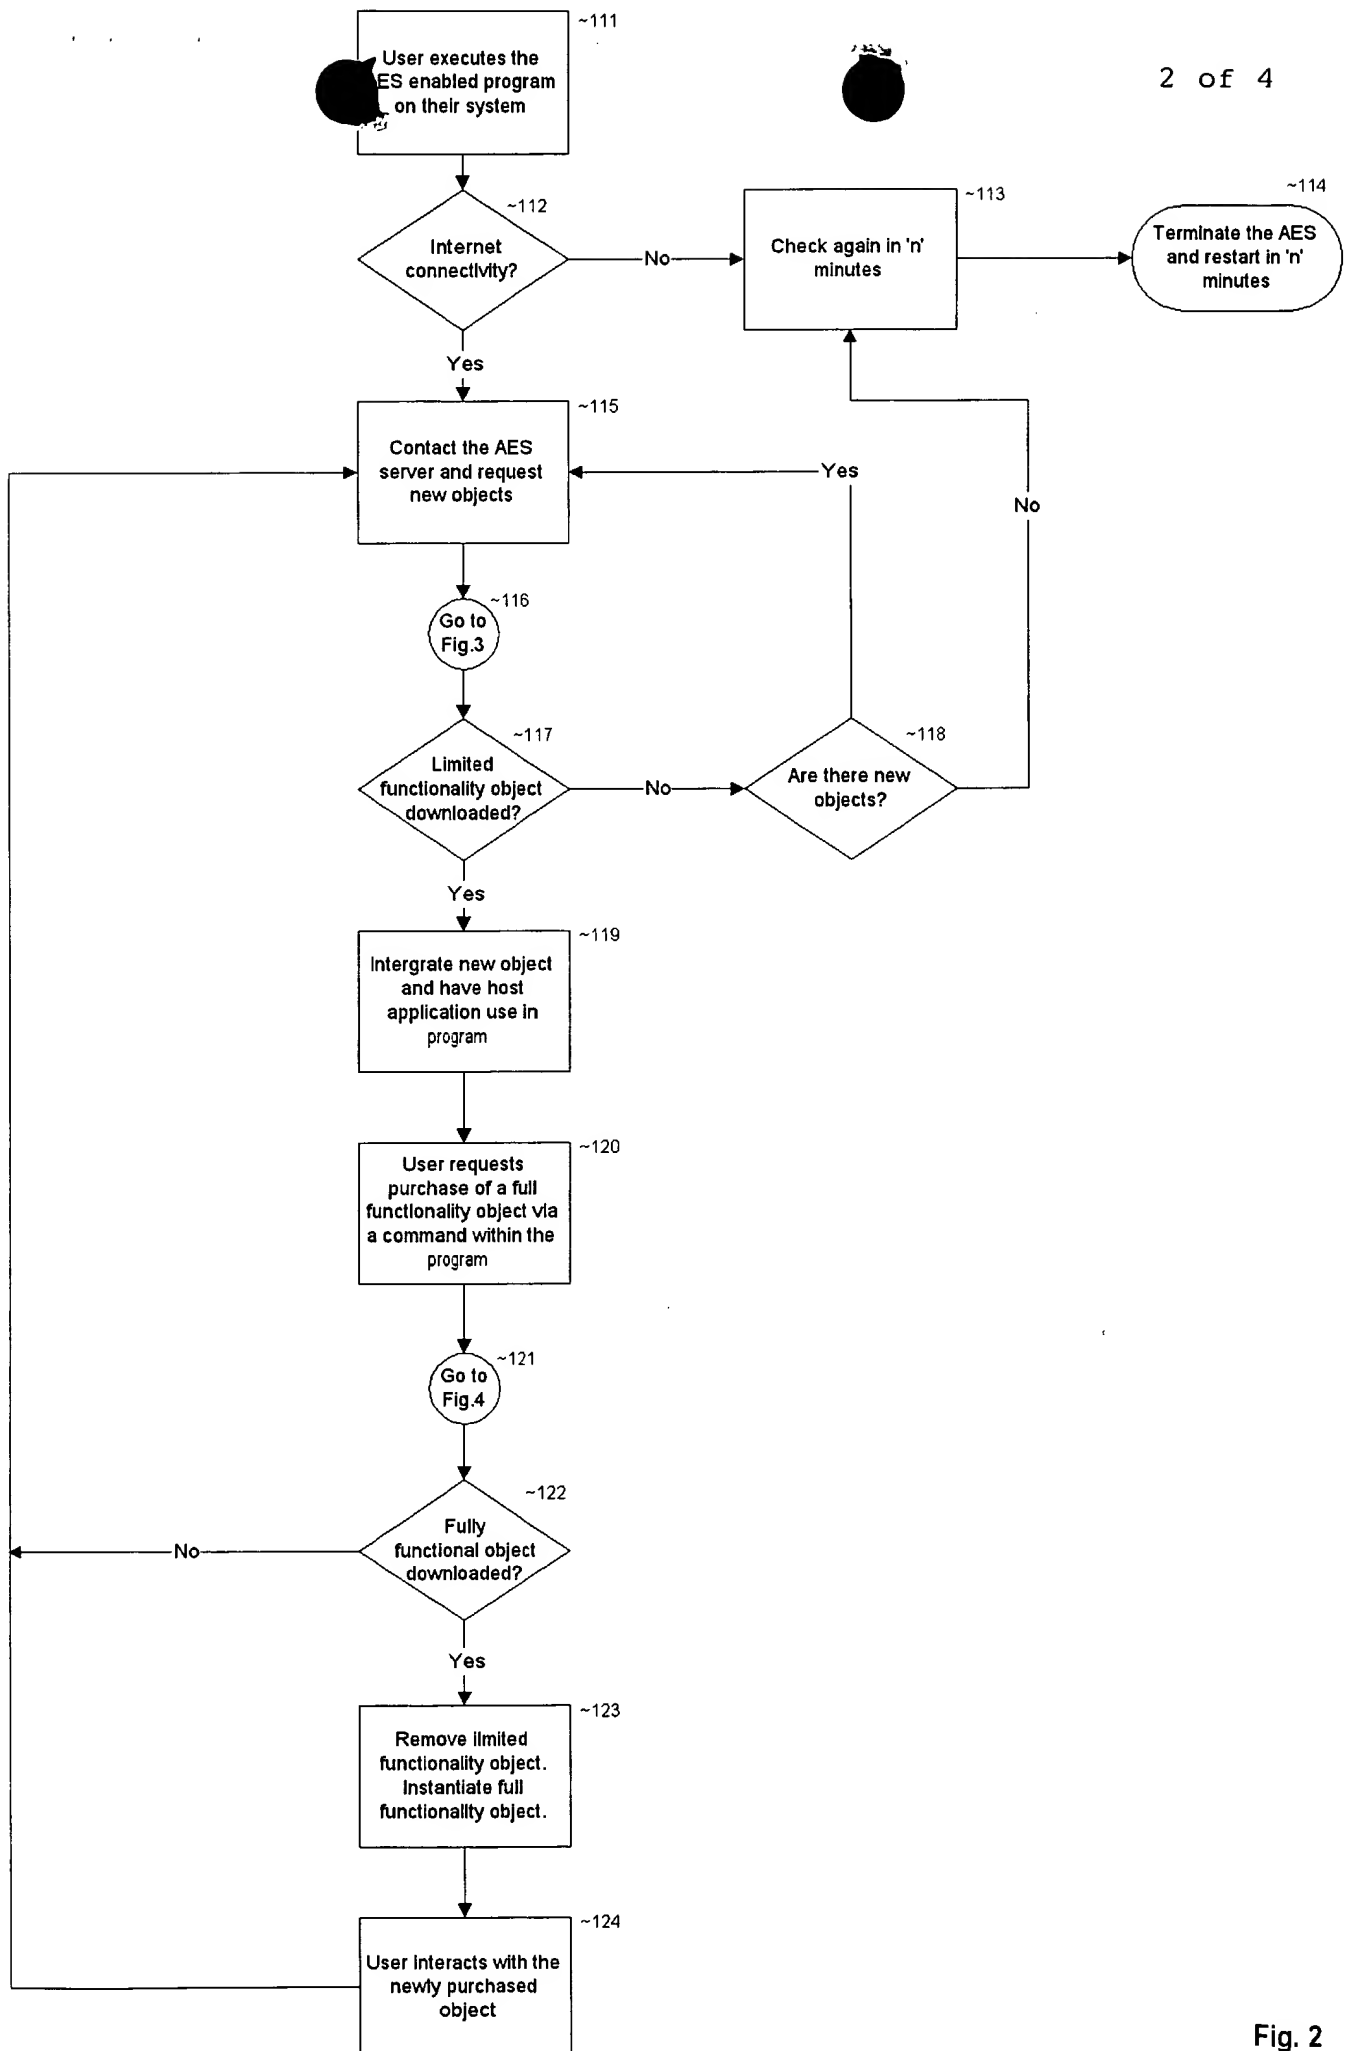 ~111
User executes the
ES enabled program
on their system
2 of 4
~112
Internet
connectivity?
No
~113
Check again in 'n'
minutes
~114
Terminate the AES
and restart in 'n'
minutes
Yes
~115
Contact the AES
server and request
new objects
Yes
No
~116
Go to
Fig.3
~117
Limited
functionality object
downloaded?
No
~118
Are there new
objects?
Yes
~119
Intergrate new object
and have host
application use in
program
~120
User requests
purchase of a full
functionality object via
a command within the
program
~121
Go to
Fig.4
~122
Fully
functional object
downloaded?
No
Yes
~123
Remove limited
functionality object.
Instantiate full
functionality object.
~124
User interacts with the
newly purchased
object
Fig. 2